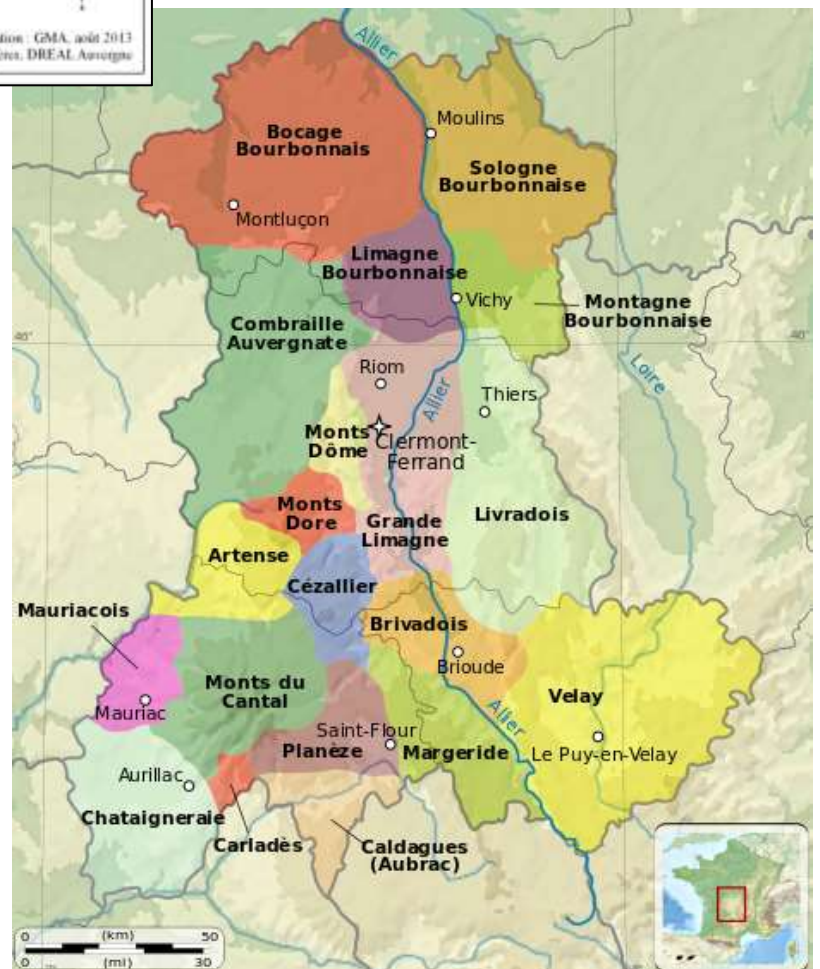 tion : GMA, août 2013
DREAL Auvergne
Allier
Moulins
Bocage
Bourbonnais
Sologne
Bourbonnaise
Montluçon
Limagne
Bourbonnaise
Vichy
Montagne
Bourbonnaise
Combraille
Auvergnate
Riom
Allier
Loire
Thiers
Monts
Dôme
Clermont-
Ferrand
Monts
Dore
Grande
Limagne
Livradois
Artense
Cézallier
Mauriacois
Brivadois
Brioude
Monts du
Cantal
Velay
Mauriac
Saint-Flour
Allier
Planèze
Margeride
Le Puy-en-Velay
Aurillac
Chataigneraie
Carladès
Caldagues
(Aubrac)
0 (km) 50
0 (mi) 30